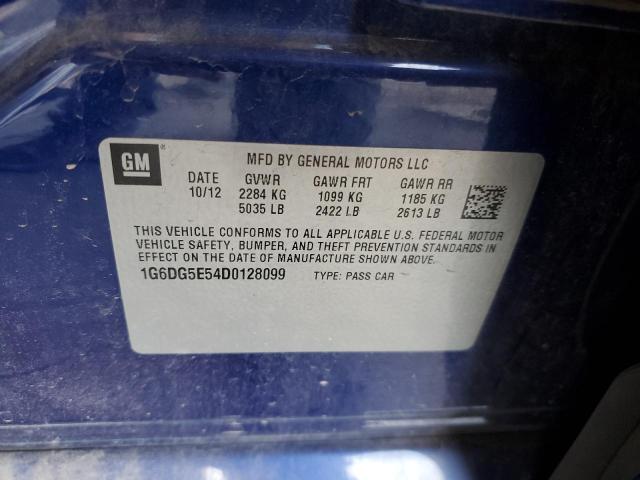 GM®
MFD BY GENERAL MOTORS LLC
DATE GVWR GAWR FRT GAWR RR
10/12 2284 KG 1099 KG 1185 KG
5035 LB 2422 LB 2613 LB
THIS VEHICLE CONFORMS TO ALL APPLICABLE U.S. FEDERAL MOTOR
VEHICLE SAFETY, BUMPER, AND THEFT PREVENTION STANDARDS IN
EFFECT ON THE DATE OF MANUFACTURE SHOWN ABOVE.
1G6DG5E54D0128099 TYPE: PASS CAR